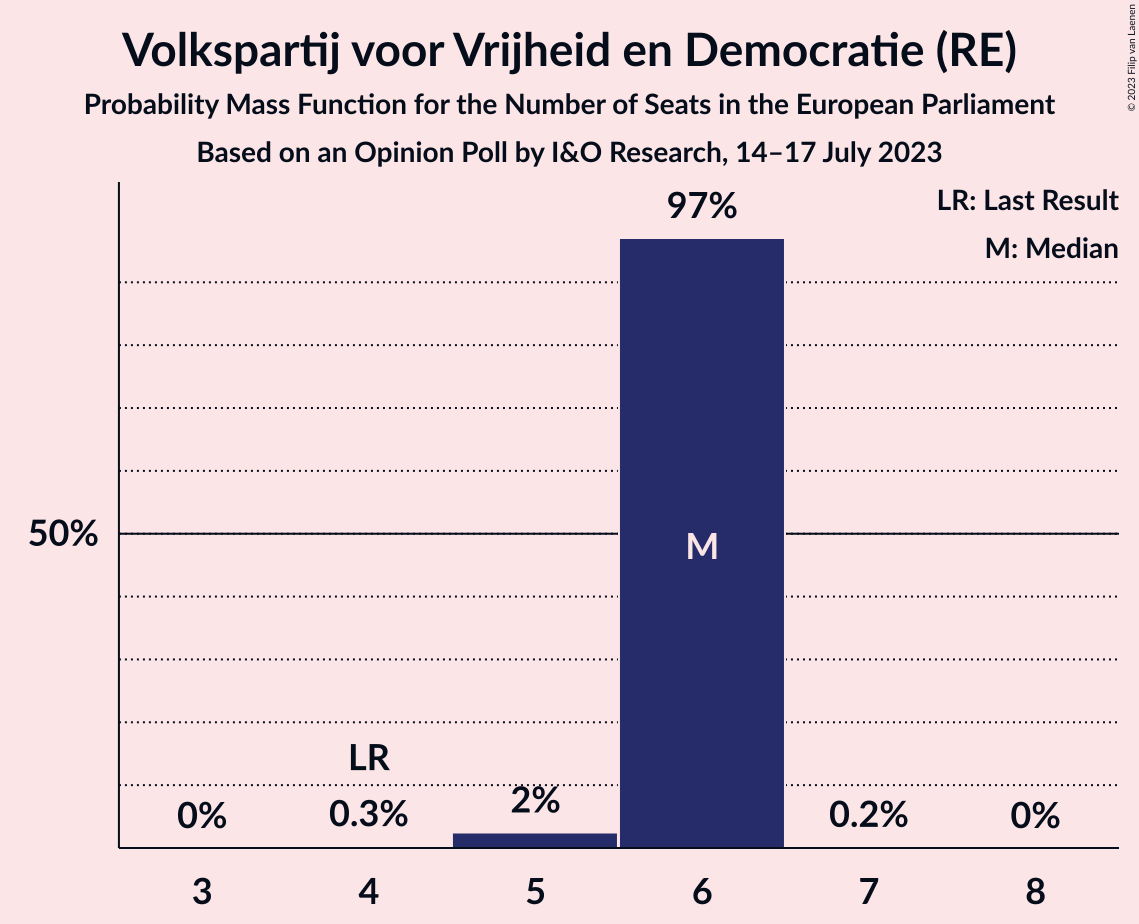 Volkspartij voor Vrijheid en Democratie (RE)
Probability Mass Function for the Number of Seats in the European Parliament
Based on an Opinion Poll by I&O Research, 14–17 July 2023
© 2023 Filip van Laenen
LR: Last Result
M: Median
97%
50%
M
LR
0%
0.3%
2%
0.2%
0%
3
4
5
6
7
8